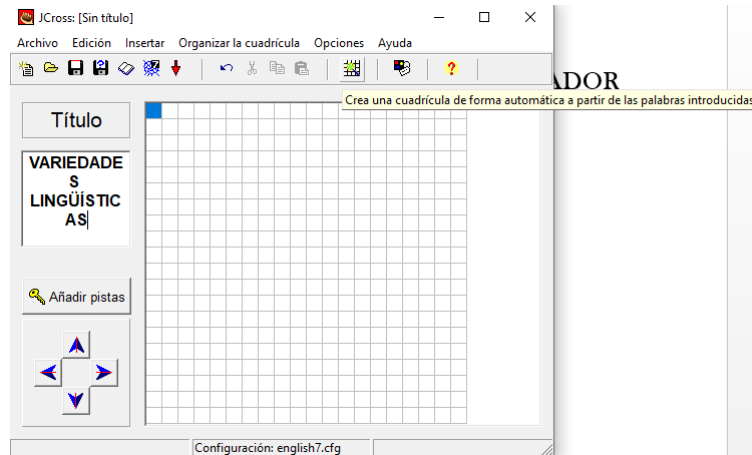 JCross: [Sin título]
Archivo Edición Insertar Organizar la cuadrícula Opciones Ayuda
ADOR
Crea una cuadrícula de forma automática a partir de las palabras introducidas
Título
VARIEDADE
S
LINGÜÍSTIC
AS
Añadir pistas
Configuración: english7.cfg